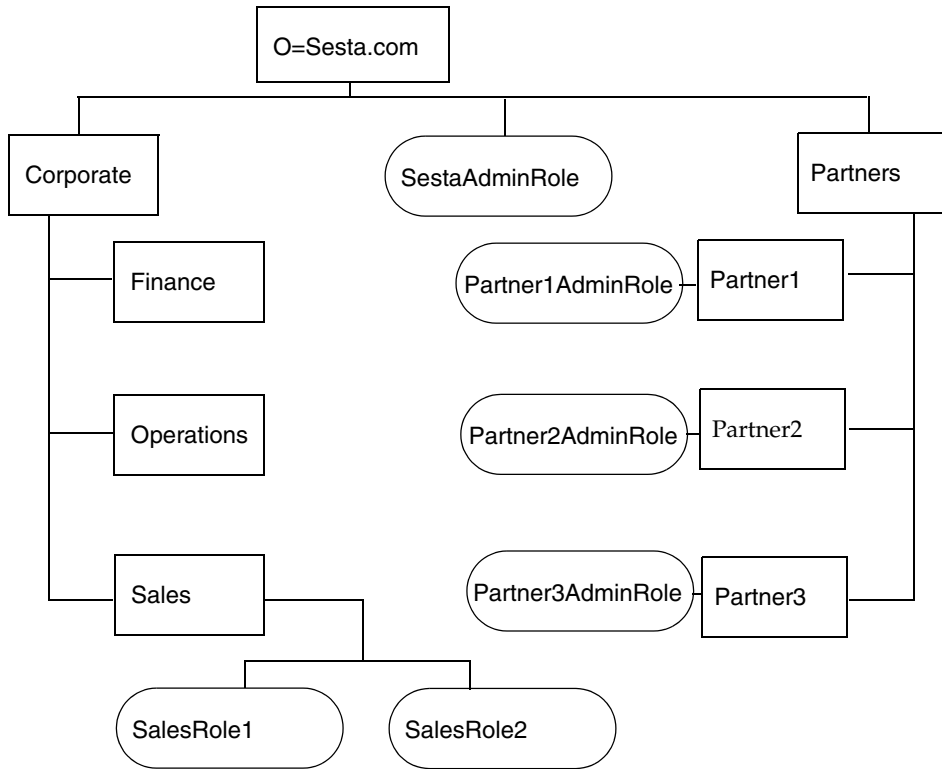 O=Sesta.com
Corporate
SestaAdminRole
Partners
Finance
Partner1AdminRole
Partner1
Operations
Partner2AdminRole
Partner2
Sales
Partner3AdminRole
Partner3
SalesRole1
SalesRole2